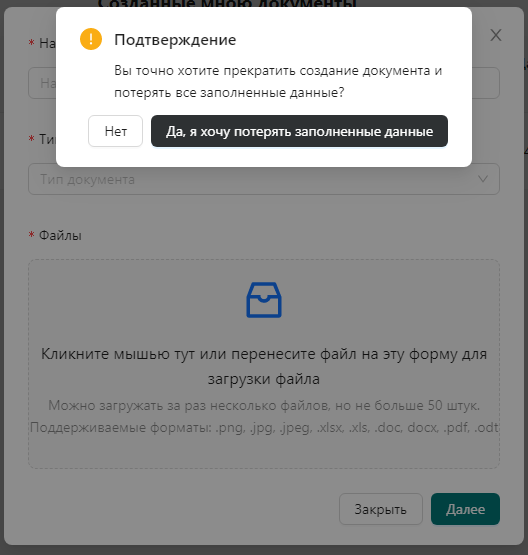 Созданные мною документы
Подтверждение
Вы точно хотите прекратить создание документа и
потерять все заполненные данные?
Нет
Да, я хочу потерять заполненные данные
* На
На
* Ти
Тип документа
* Файлы
Кликните мышью тут или перенесите файл на эту форму для
загрузки файла
Можно загружать за раз несколько файлов, но не больше 50 штук.
Поддерживаемые форматы: .png, .jpg, .jpeg, .xlsx, .xls, .doc, docx, .pdf, .odt
Закрыть
Далее